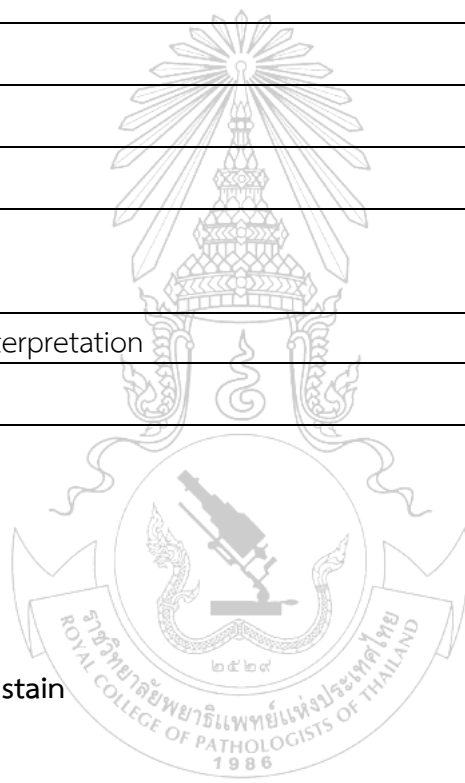 terpretation
ราชวิทยาลัยพยาธิแพทย์แห่งประเทศไทย
๒๕๒๙
stain
ROYAL COLLEGE OF PATHOLOGISTS OF THAILAND
1986